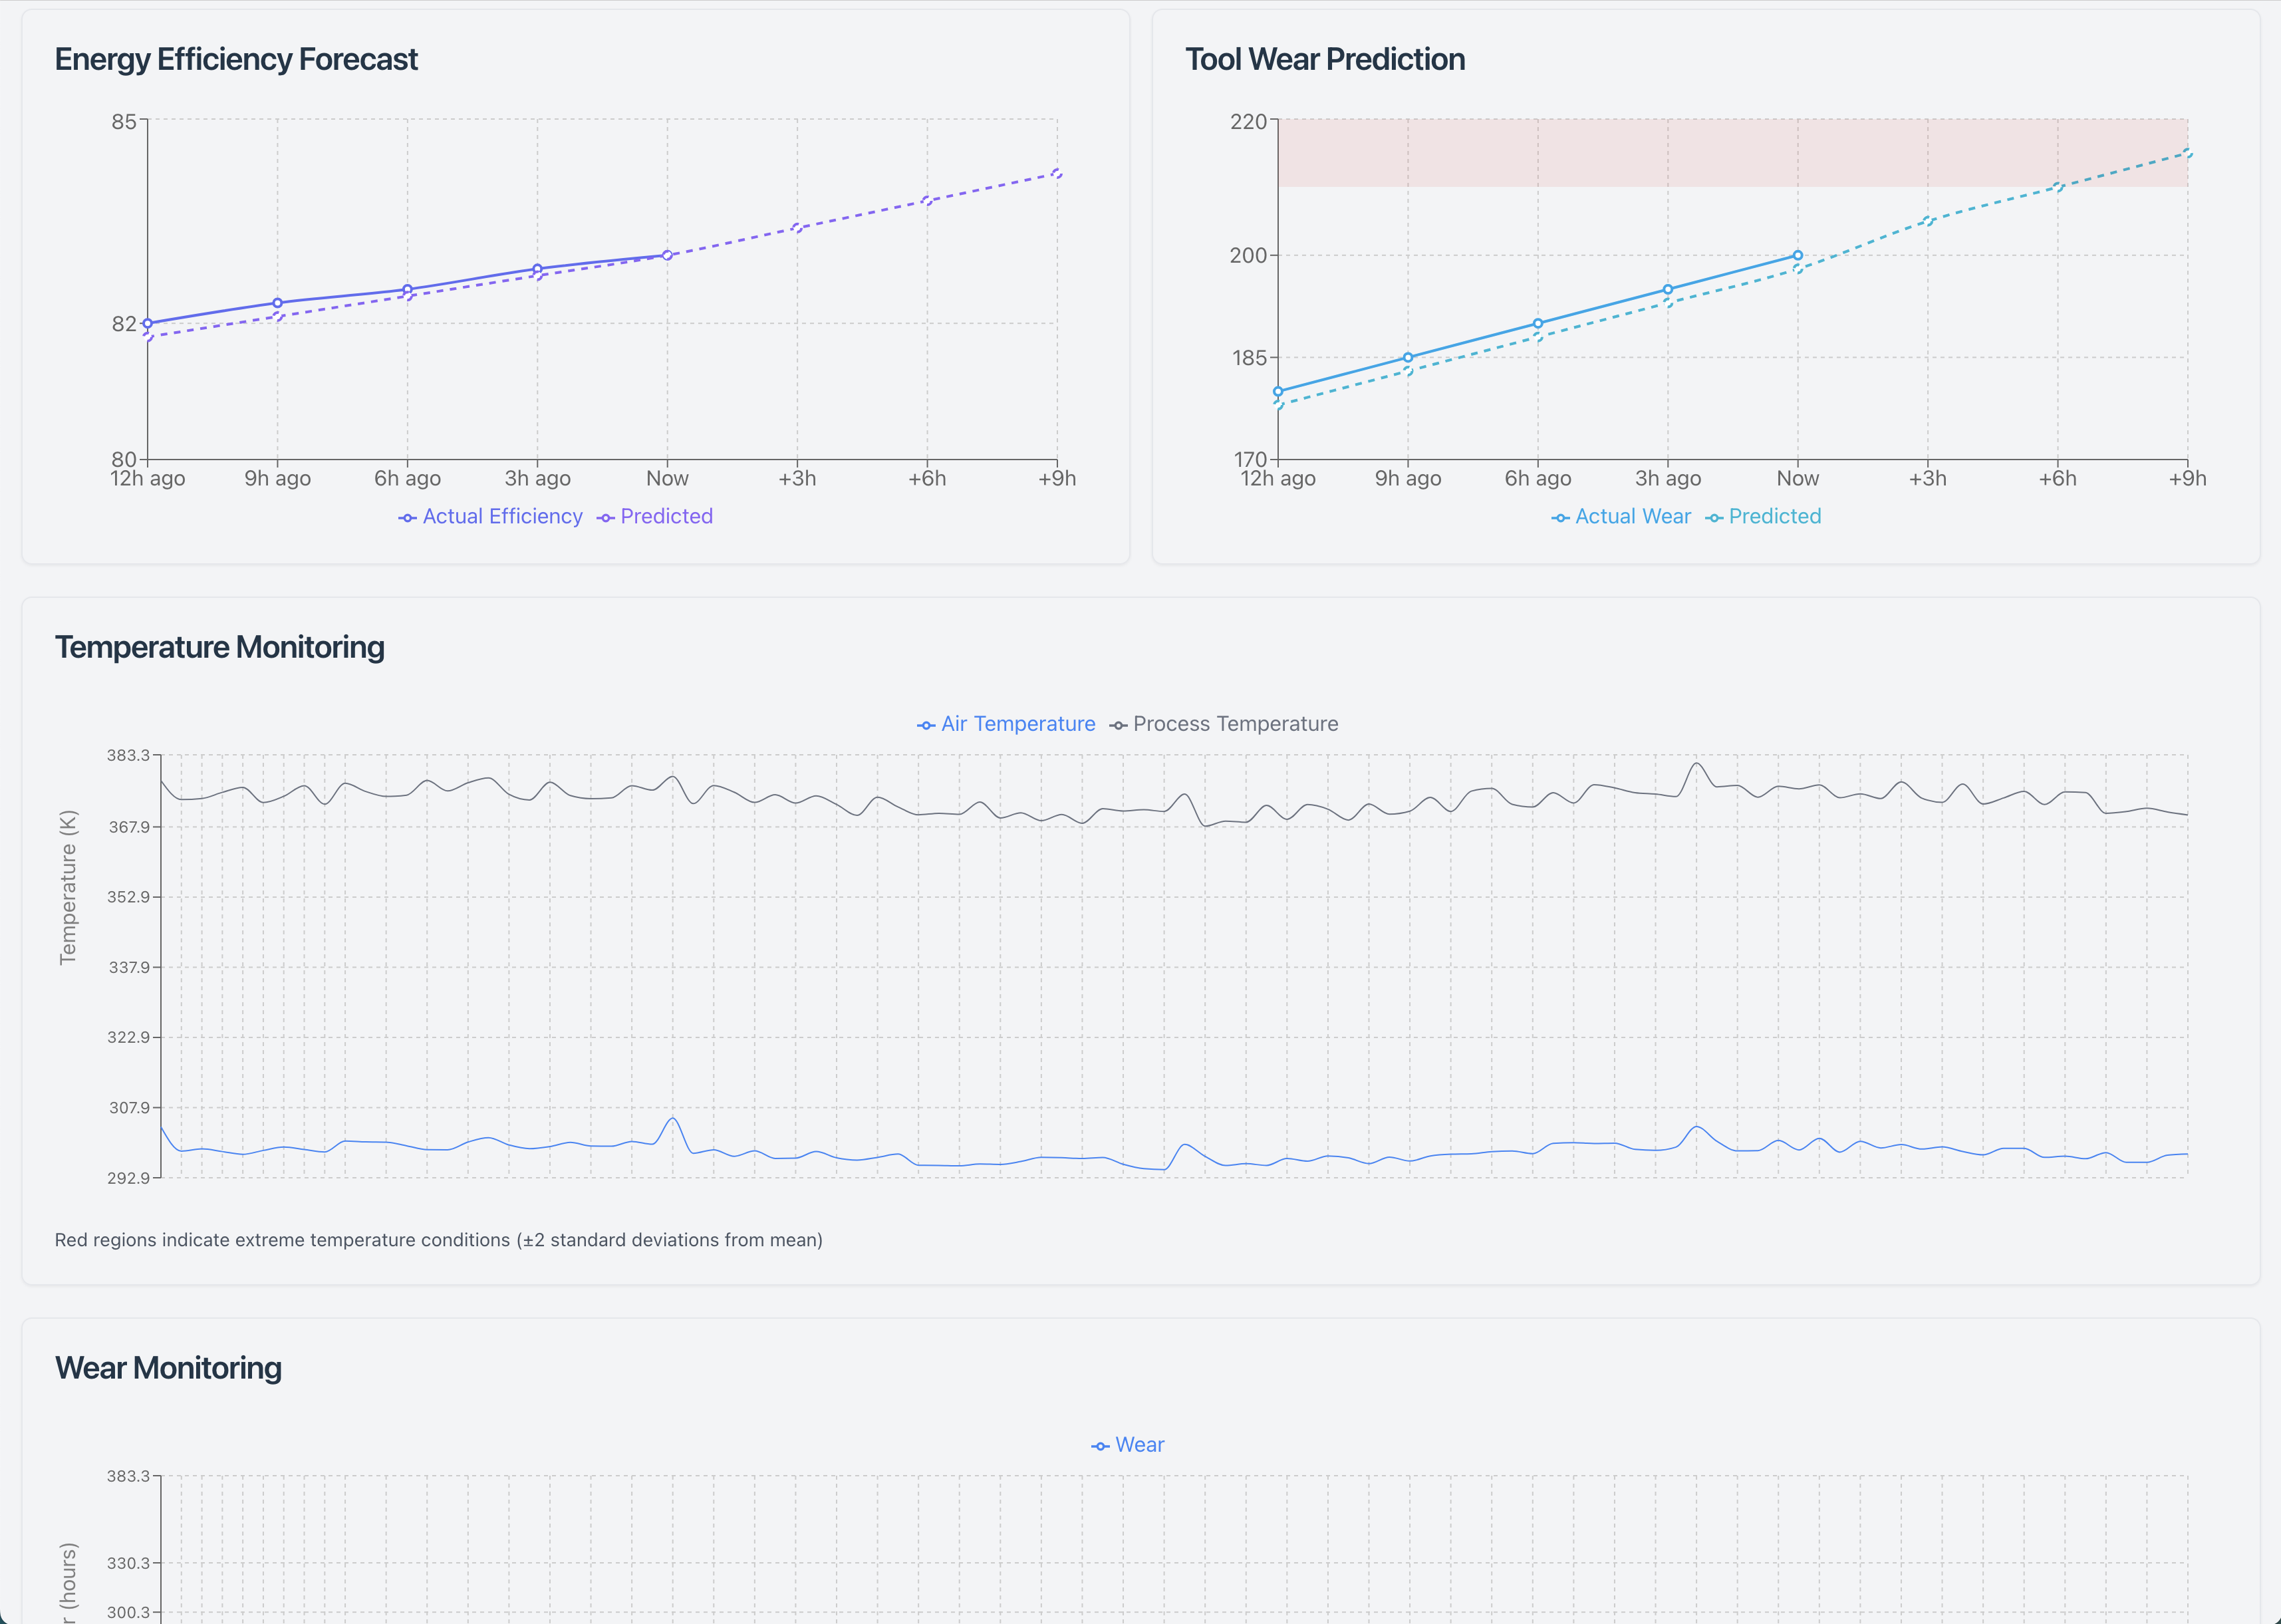 Energy Efficiency Forecast
85
82
80
12h ago 9h ago 6h ago 3h ago Now +3h +6h +9h
Actual Efficiency Predicted
Tool Wear Prediction
220
200
185
170
12h ago 9h ago 6h ago 3h ago Now +3h +6h +9h
Actual Wear Predicted
Temperature Monitoring
Air Temperature Process Temperature
Temperature (K)
383.3
367.9
352.9
337.9
322.9
307.9
292.9
Red regions indicate extreme temperature conditions (±2 standard deviations from mean)
Wear Monitoring
Wear
383.3
330.3
300.3
(hours)